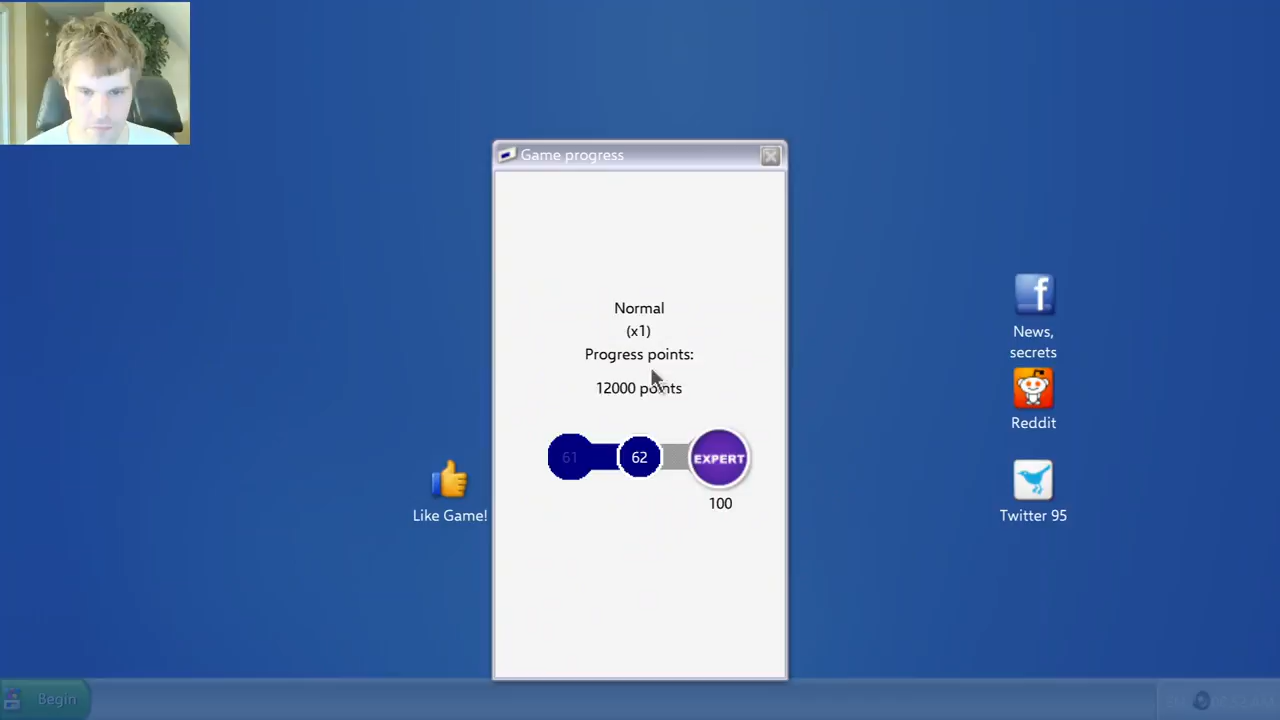 Game progress
Normal
(x1)
Progress points:
12000 points
61
62
EXPERT
100
News,
secrets
Reddit
Like Game!
Twitter 95
Begin